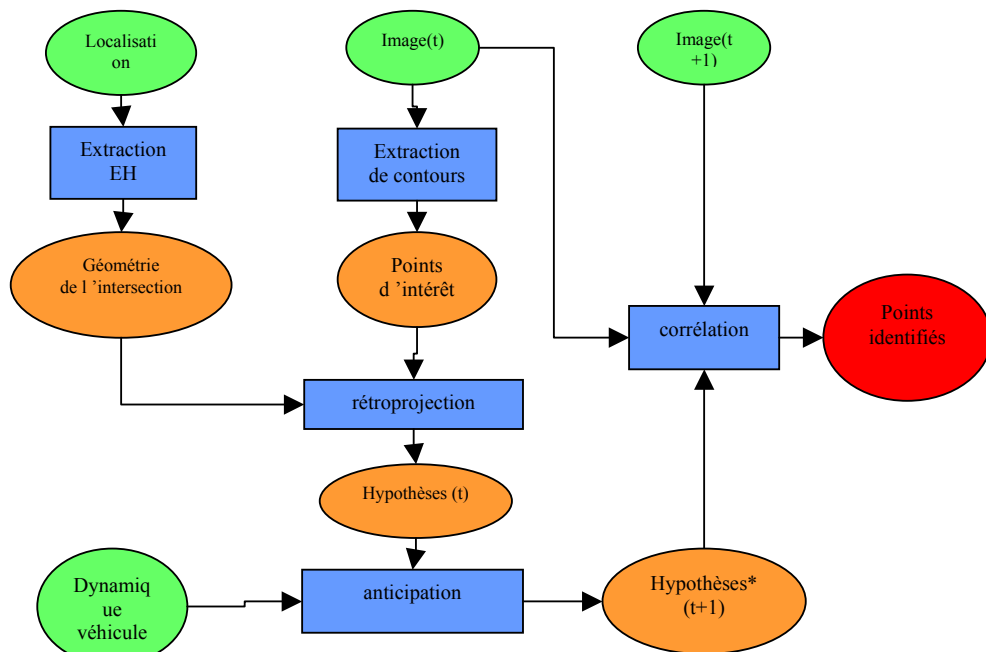 Localisati
on
Image(t)
Image(t
+1)
Extraction
EH
Extraction
de contours
Géométrie
de l ’intersection
Points
d ’intérêt
corrélation
Points
identifiés
rétroprojection
Hypothèses (t)
Dynamiq
ue
véhicule
anticipation
Hypothèses*
(t+1)